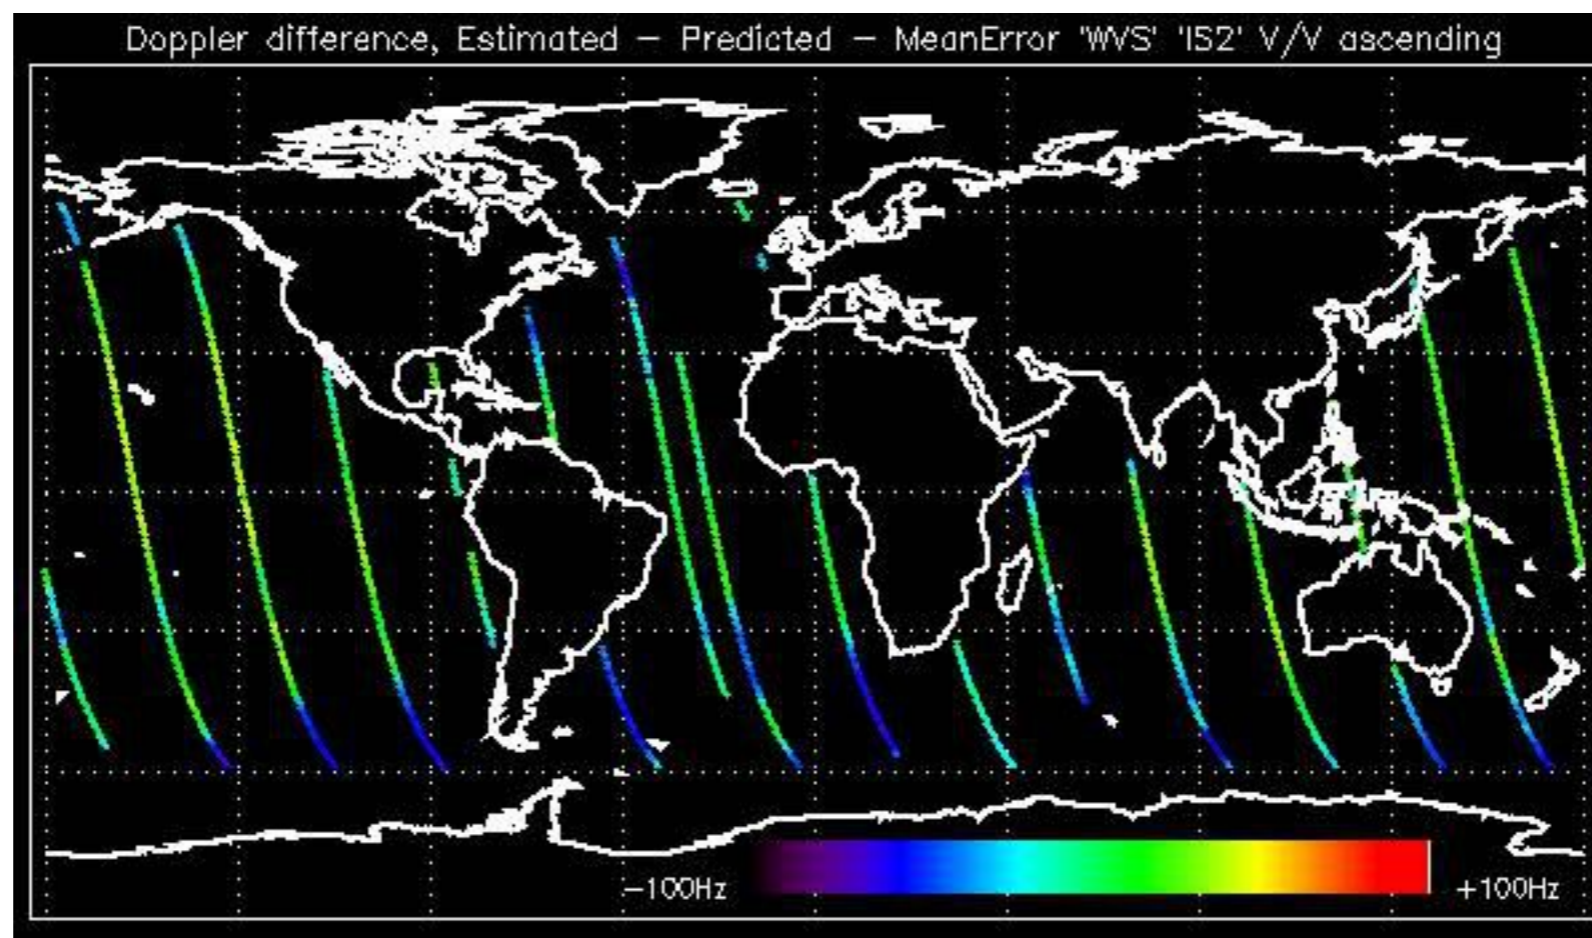 Doppler difference, Estimated – Predicted – MeanError 'WVS' 'IS2' V/V ascending
–100Hz +100Hz